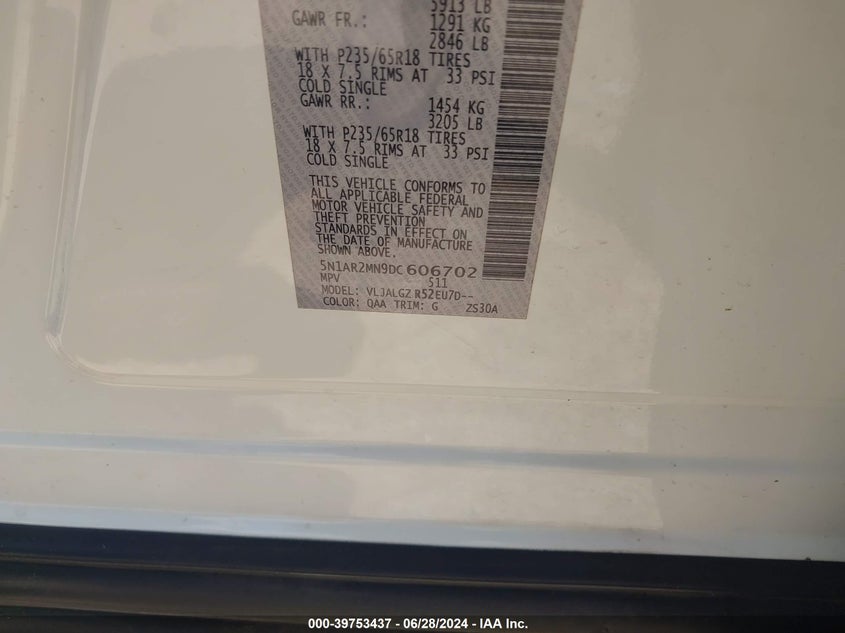 5913 LB
GAWR FR.: 1291 KG
2846 LB
WITH P235/65R18 TIRES
18 X 7.5 RIMS AT 33 PSI
COLD SINGLE
GAWR RR.: 1454 KG
3205 LB
WITH P235/65R18 TIRES
18 X 7.5 RIMS AT 33 PSI
COLD SINGLE
THIS VEHICLE CONFORMS TO
ALL APPLICABLE FEDERAL
MOTOR VEHICLE SAFETY AND
THEFT PREVENTION
STANDARDS IN EFFECT ON
THE DATE OF MANUFACTURE
SHOWN ABOVE.
5N1AR2MN9DC606702
MPV S11
MODEL: VLJALGZ R52EU7D--
COLOR: QAA TRIM: G ZS30A
000-39753437 - 06/28/2024 - IAA Inc.